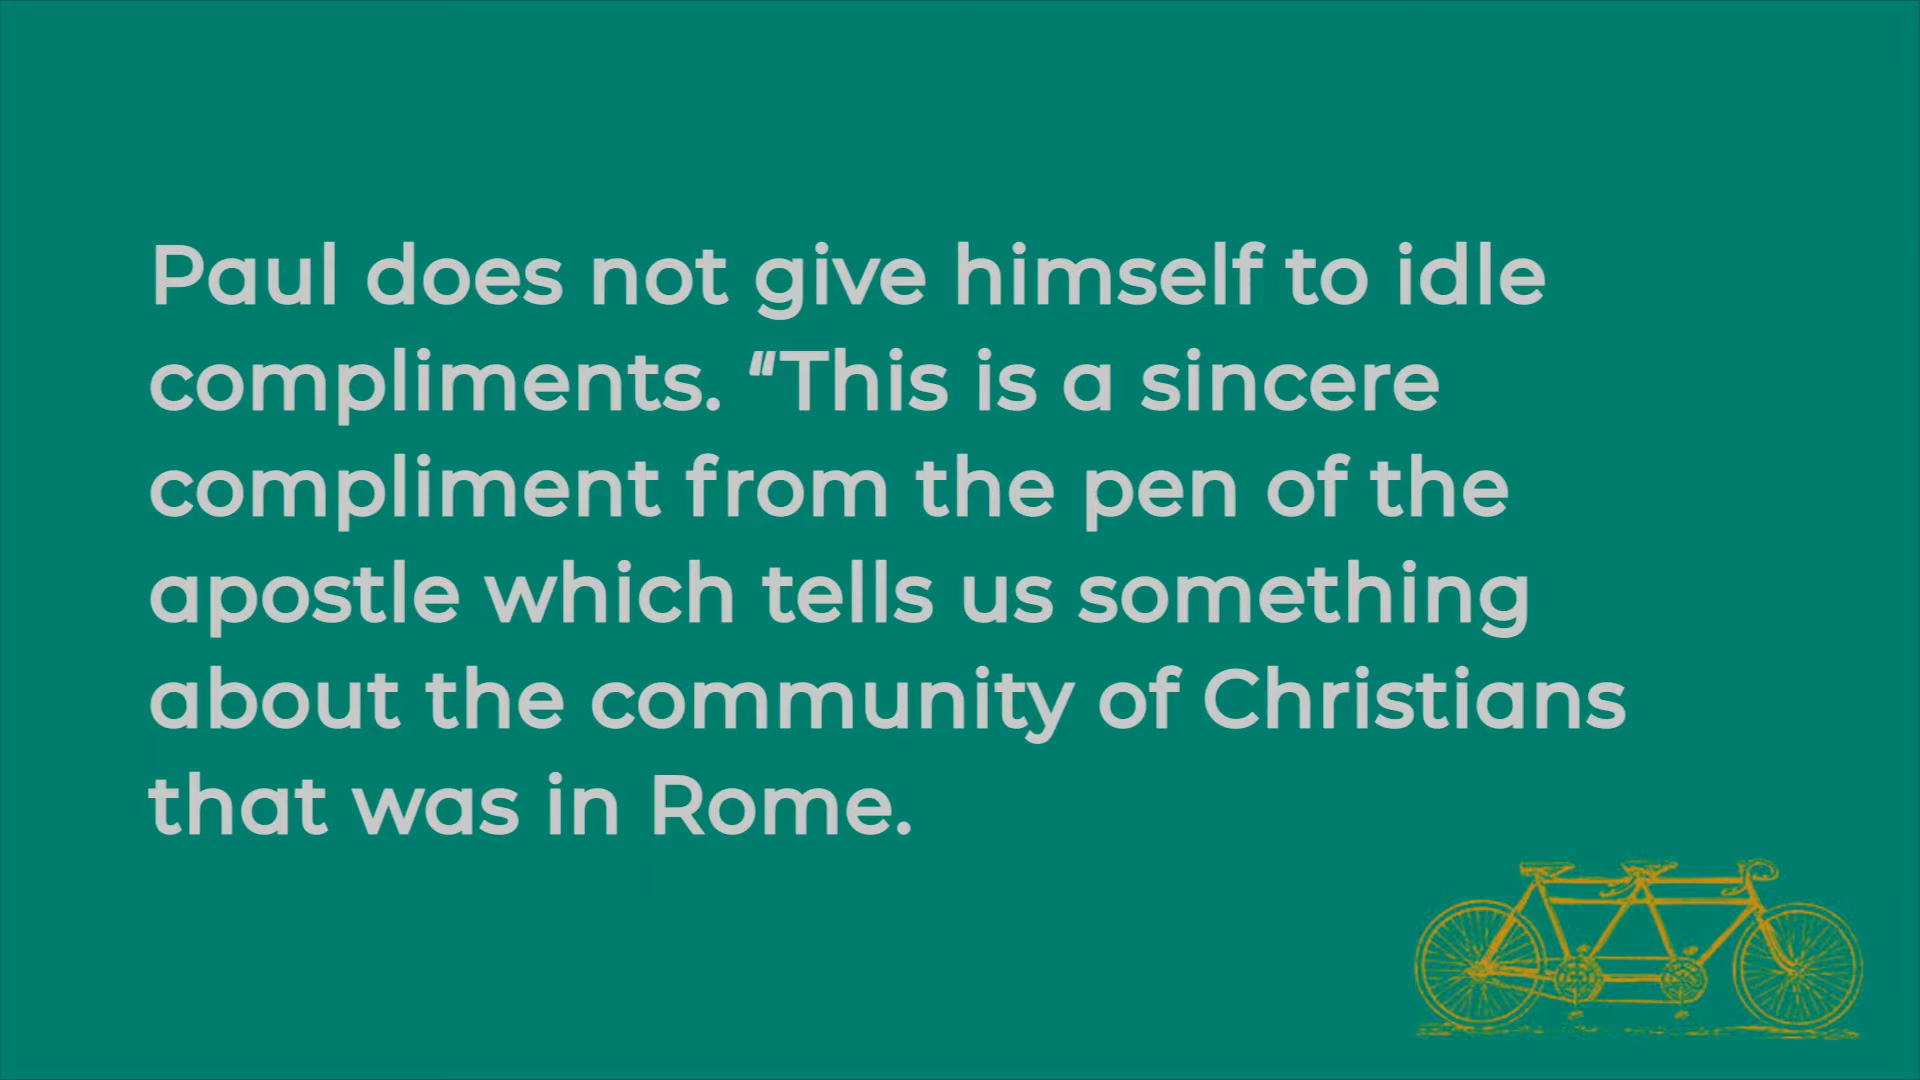 Paul does not give himself to idle
compliments. “This is a sincere
compliment from the pen of the
apostle which tells us something
about the community of Christians
that was in Rome.